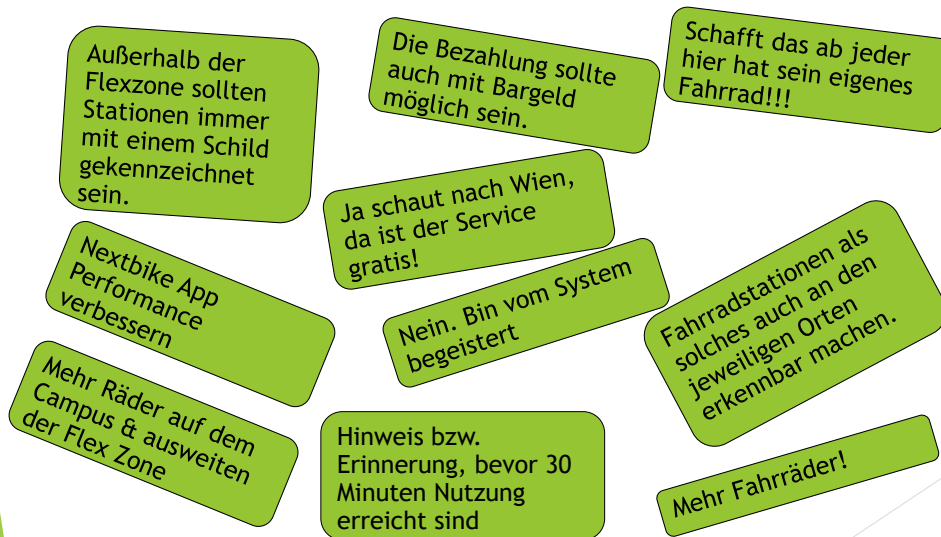 Außerhalb der
Flexzone sollten
Stationen immer
mit einem Schild
gekennzeichnet
sein.
Die Bezahlung sollte
auch mit Bargeld
möglich sein.
Schafft das ab jeder
hier hat sein eigenes
Fahrrad!!!
Ja schaut nach Wien,
da ist der Service
gratis!
Nextbike App
Performance
verbessern
Nein. Bin vom System
begeistert
Fahrradstationen als
solches auch an den
jeweiligen Orten
erkennbar machen.
Mehr Räder auf dem
Campus & ausweiten
der Flex Zone
Hinweis bzw.
Erinnerung, bevor 30
Minuten Nutzung
erreicht sind
Mehr Fahrräder!